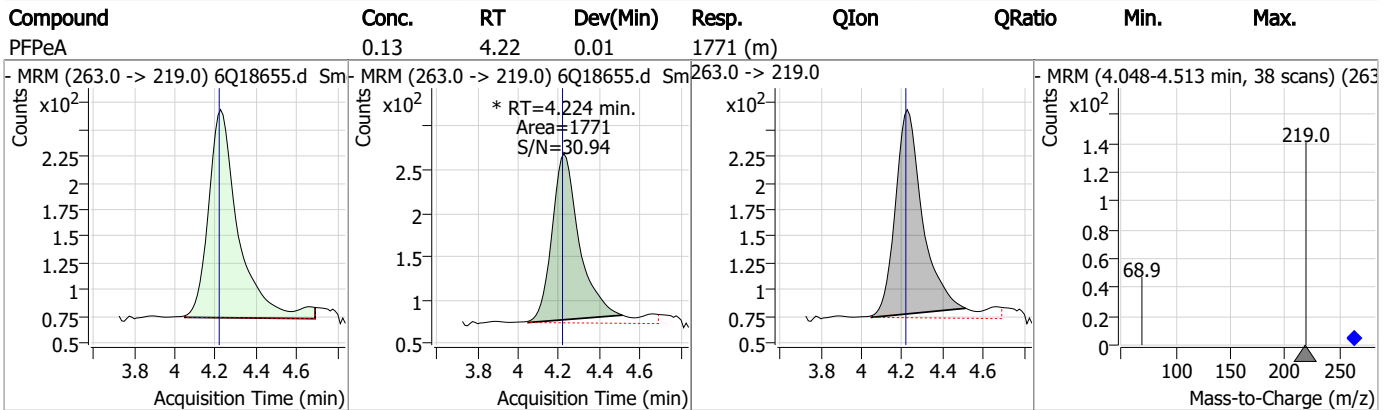 Compound Conc. RT Dev(Min) Resp. QIon QRatio Min. Max.
PFPeA 0.13 4.22 0.01 1771 (m)
- MRM (263.0 -> 219.0) 6Q18655.d Sm
Counts
x10²
2.25
2
1.75
1.5
1.25
1
0.75
0.5
3.8 4 4.2 4.4 4.6
Acquisition Time (min)
- MRM (263.0 -> 219.0) 6Q18655.d Sm
Counts
x10²
* RT=4.224 min.
Area=1771
S/N=30.94
2.5
2
1.5
1
0.5
3.8 4 4.2 4.4 4.6
Acquisition Time (min)
263.0 -> 219.0
x10²
2.25
2
1.75
1.5
1.25
1
0.75
0.5
3.8 4 4.2 4.4 4.6
Acquisition Time (min)
- MRM (4.048-4.513 min, 38 scans) (263
Counts
x10²
219.0
1.4
1.2
1
0.8
0.6
68.9
0.4
0.2
0
100 150 200 250
Mass-to-Charge (m/z)